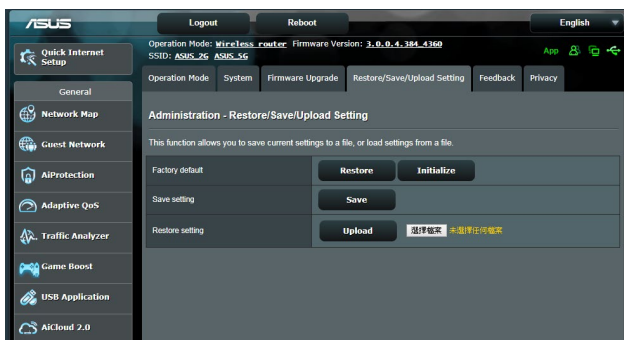 ASUS
Logout
Reboot
English
Operation Mode: Wireless router Firmware Version: 3.0.0.4.384_4360
SSID: ASUS_2G ASUS_5G
App
Quick Internet
Setup
General
Network Map
Guest Network
AiProtection
Adaptive QoS
Traffic Analyzer
Game Boost
USB Application
AiCloud 2.0
Operation Mode
System
Firmware Upgrade
Restore/Save/Upload Setting
Feedback
Privacy
Administration - Restore/Save/Upload Setting
This function allows you to save current settings to a file, or load settings from a file.
Factory default
Restore
Initialize
Save setting
Save
Restore setting
Upload
選擇檔案 未選擇任何檔案